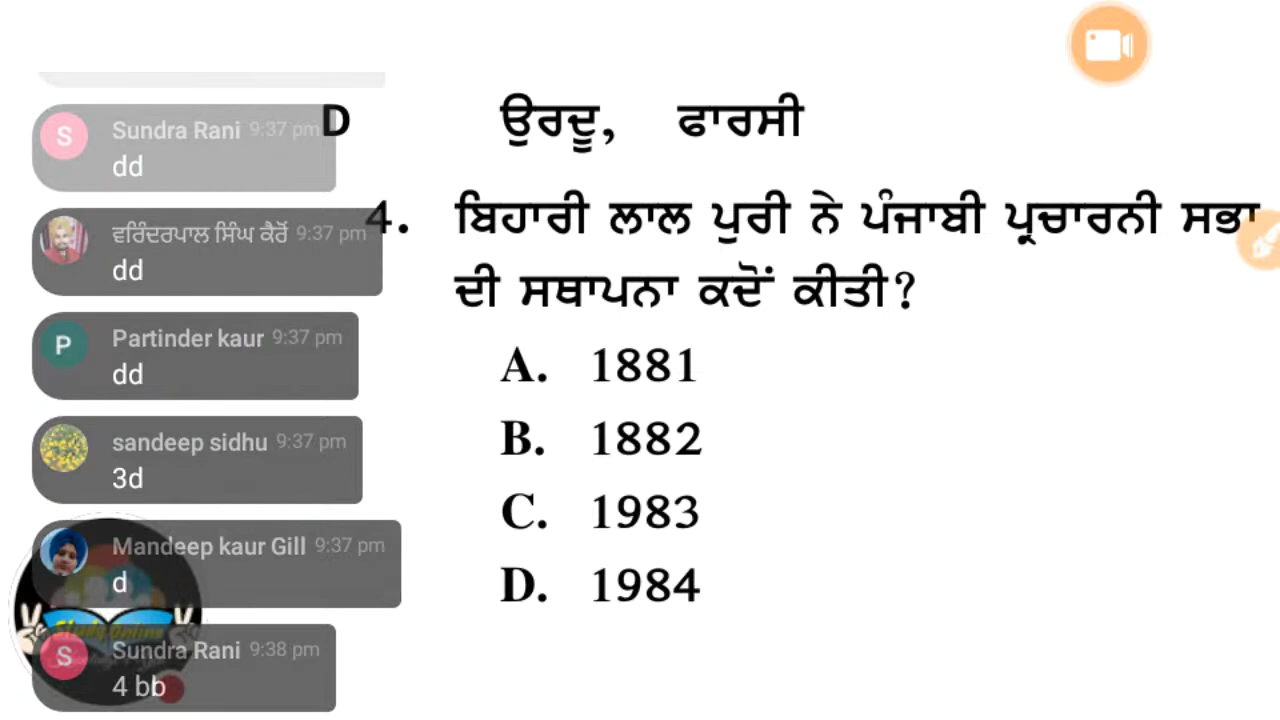 D ਉਰਦੂ, ਫਾਰਸੀ
4. ਬਿਹਾਰੀ ਲਾਲ ਪੁਰੀ ਨੇ ਪੰਜਾਬੀ ਪ੍ਰਚਾਰਨੀ ਸਭਾ
ਦੀ ਸਥਾਪਨਾ ਕਦੋਂ ਕੀਤੀ?
A. 1881
B. 1882
C. 1983
D. 1984
S
Sundra Rani 9:37 pm
dd
ਵਰਿੰਦਰਪਾਲ ਸਿੰਘ ਕੈਰੋਂ 9:37 pm
dd
P
Partinder kaur 9:37 pm
dd
sandeep sidhu 9:37 pm
3d
Mandeep kaur Gill 9:37 pm
d
Study Online
S
Sundra Rani 9:38 pm
4 bb